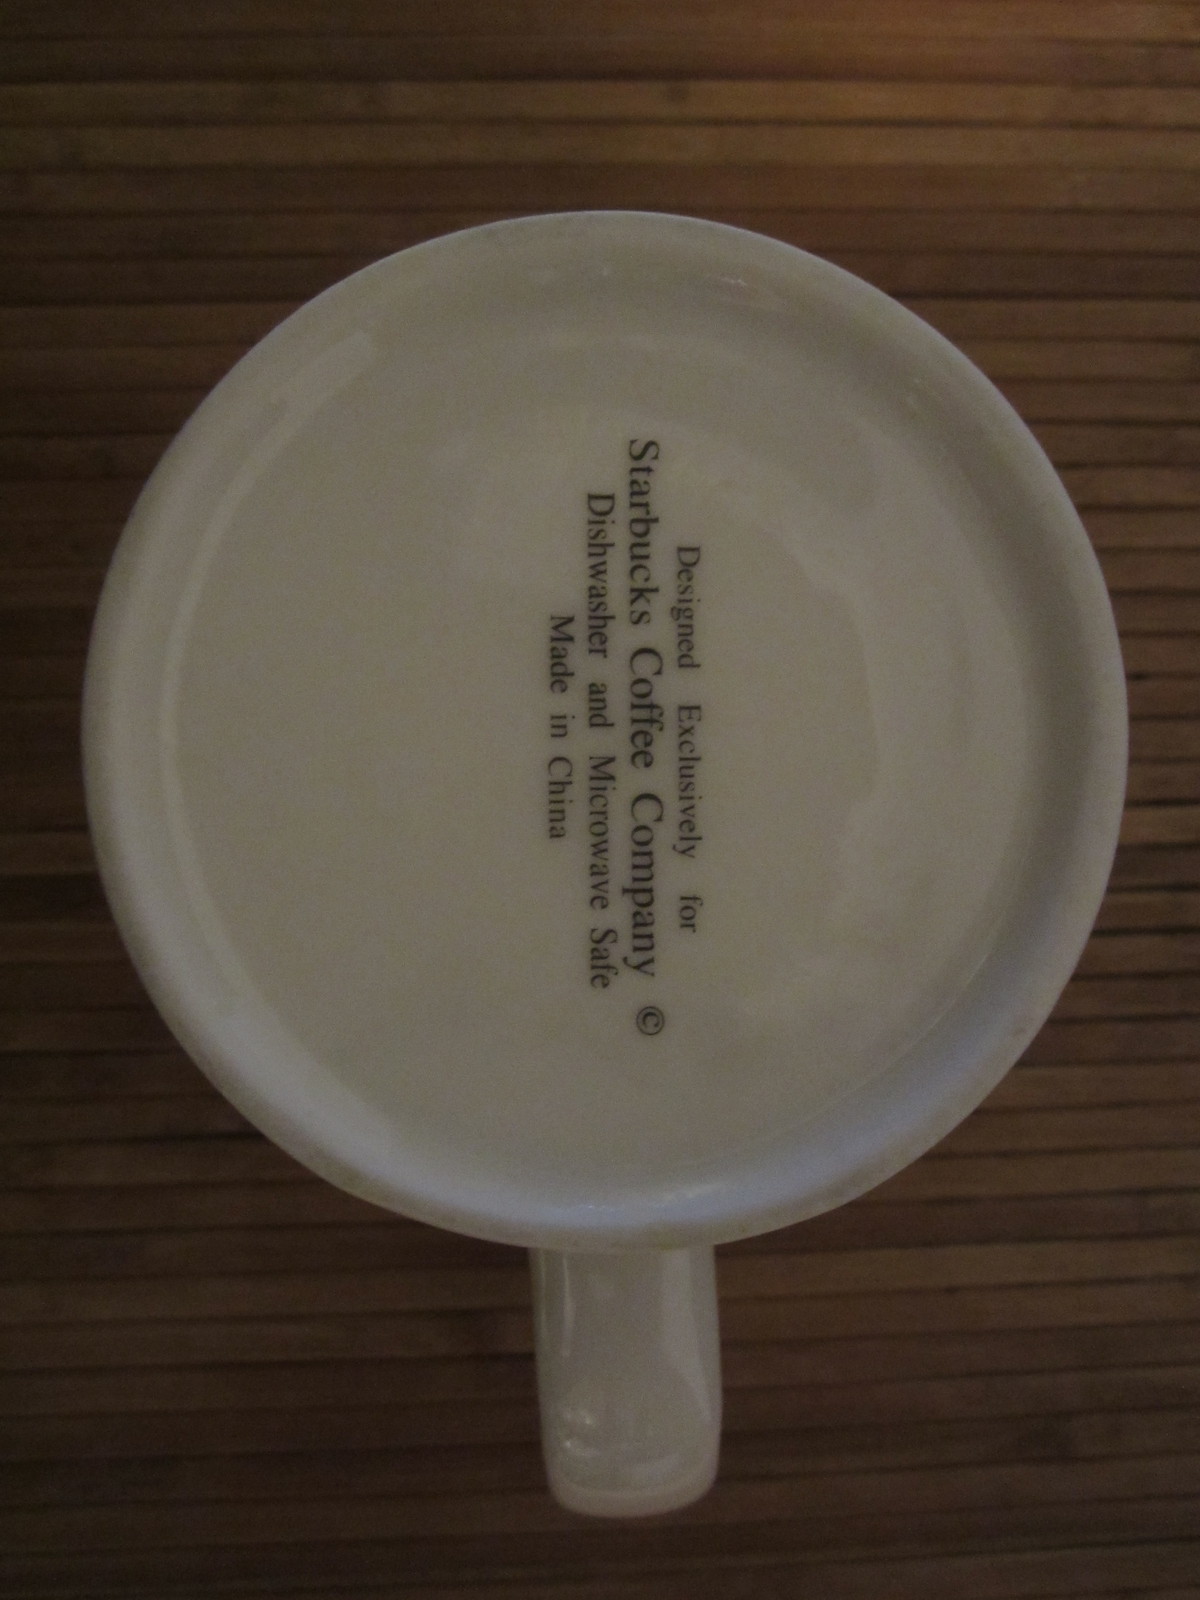 Designed Exclusively for
Starbucks Coffee Company ©
Dishwasher and Microwave Safe
Made in China